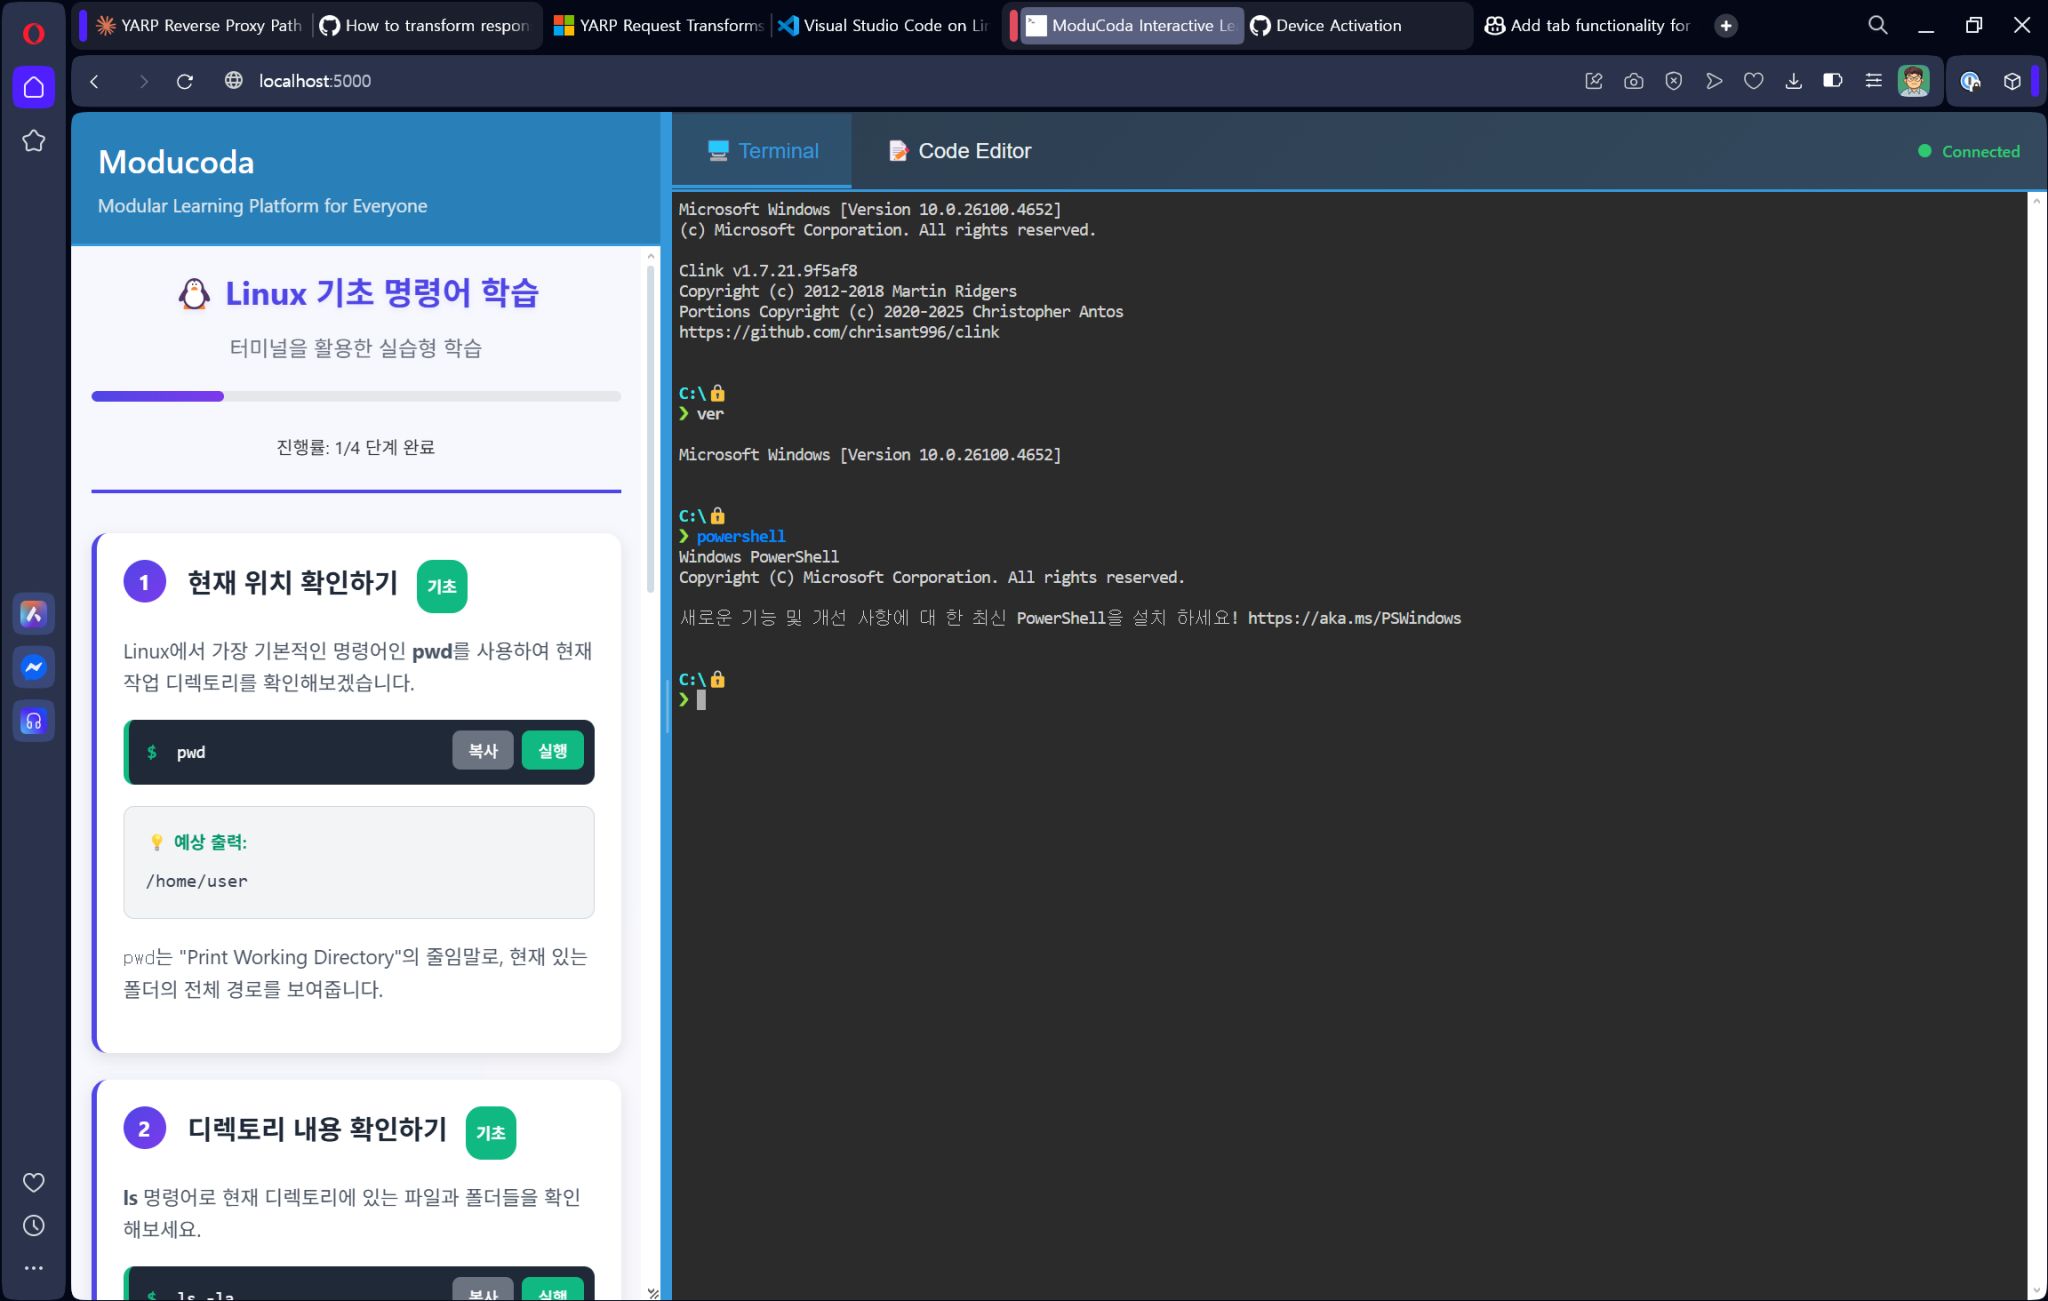 YARP Reverse Proxy Path
How to transform respon
YARP Request Transforms
Visual Studio Code on Lin
ModuCoda Interactive Le
Device Activation
Add tab functionality for
localhost:5000
Moducoda
Modular Learning Platform for Everyone
Linux 기초 명령어 학습
터미널을 활용한 실습형 학습
진행률: 1/4 단계 완료
1 현재 위치 확인하기 기초
Linux에서 가장 기본적인 명령어인 pwd를 사용하여 현재
작업 디렉토리를 확인해보겠습니다.
$ pwd 복사 실행
예상 출력:
/home/user
pwd는 "Print Working Directory"의 줄임말로, 현재 있는
폴더의 전체 경로를 보여줍니다.
2 디렉토리 내용 확인하기 기초
ls 명령어로 현재 디렉토리에 있는 파일과 폴더들을 확인
해보세요.
$ ls -la 복사 실행
Terminal
Code Editor
Connected
Microsoft Windows [Version 10.0.26100.4652]
(c) Microsoft Corporation. All rights reserved.
Clink v1.7.21.9f5af8
Copyright (c) 2012-2018 Martin Ridgers
Portions Copyright (c) 2020-2025 Christopher Antos
https://github.com/chrisant996/clink
C:\
❯ ver
Microsoft Windows [Version 10.0.26100.4652]
C:\
❯ powershell
Windows PowerShell
Copyright (C) Microsoft Corporation. All rights reserved.
새로운 기능 및 개선 사항에 대 한 최신 PowerShell을 설치 하세요! https://aka.ms/PSWindows
C:\
❯